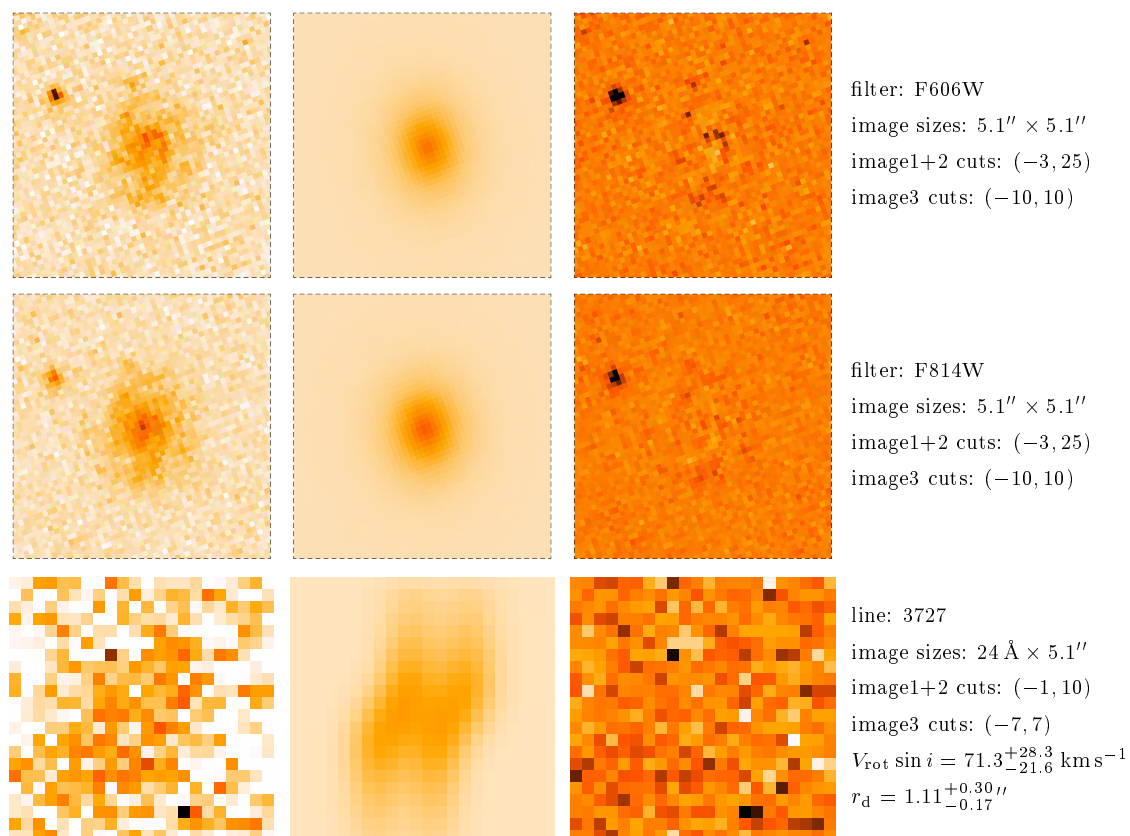 filter: F606W
image sizes: 5.1′′ × 5.1′′
image1+2 cuts: (−3, 25)
image3 cuts: (−10, 10)
filter: F814W
image sizes: 5.1′′ × 5.1′′
image1+2 cuts: (−3, 25)
image3 cuts: (−10, 10)
line: 3727
image sizes: 24 Å × 5.1′′
image1+2 cuts: (−1, 10)
image3 cuts: (−7, 7)
V_rot sin i = 71.3^{+28.3}_{−21.6} km s^{−1}
r_d = 1.11^{+0.30}_{−0.17}′′